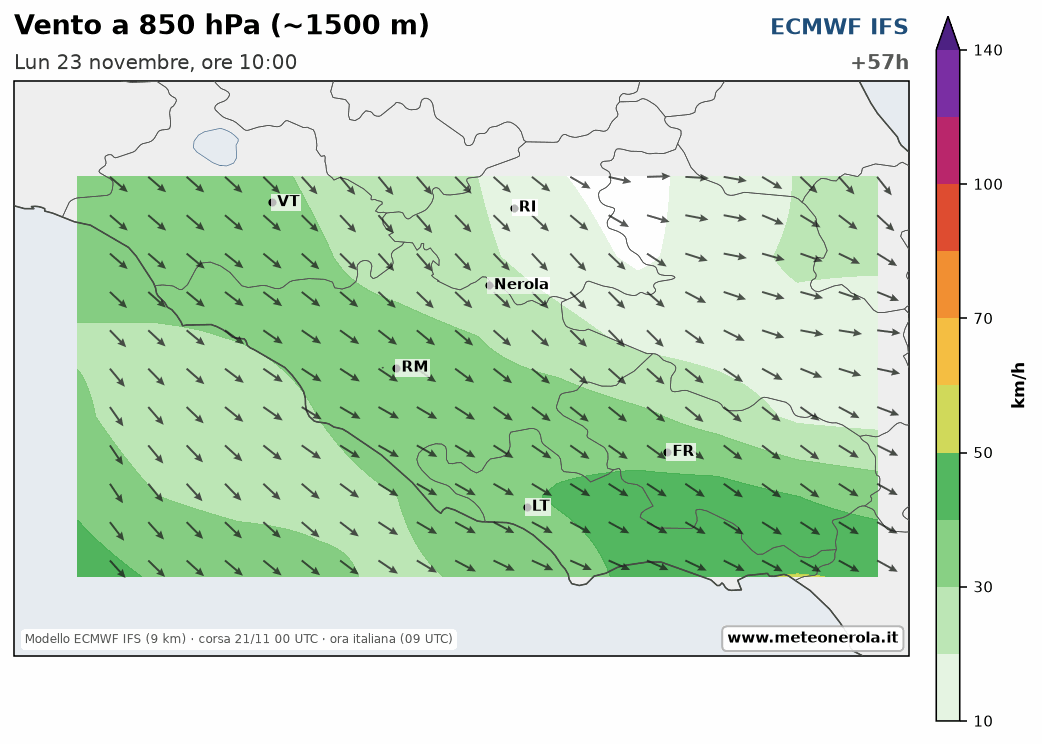 Vento a 850 hPa (~1500 m)
ECMWF IFS
Lun 23 novembre, ore 10:00
+57h
VT
RI
Nerola
RM
FR
LT
Modello ECMWF IFS (9 km) · corsa 21/11 00 UTC · ora italiana (09 UTC)
www.meteonerola.it
140
100
70
50
30
10
km/h